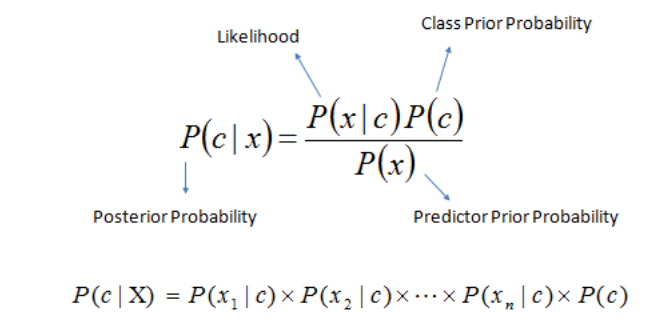 Likelihood
Class Prior Probability
P(c | x) = P(x | c)P(c) / P(x)
Posterior Probability
Predictor Prior Probability
P(c | X) = P(x₁ | c) × P(x₂ | c) × ⋯ × P(xₙ | c) × P(c)